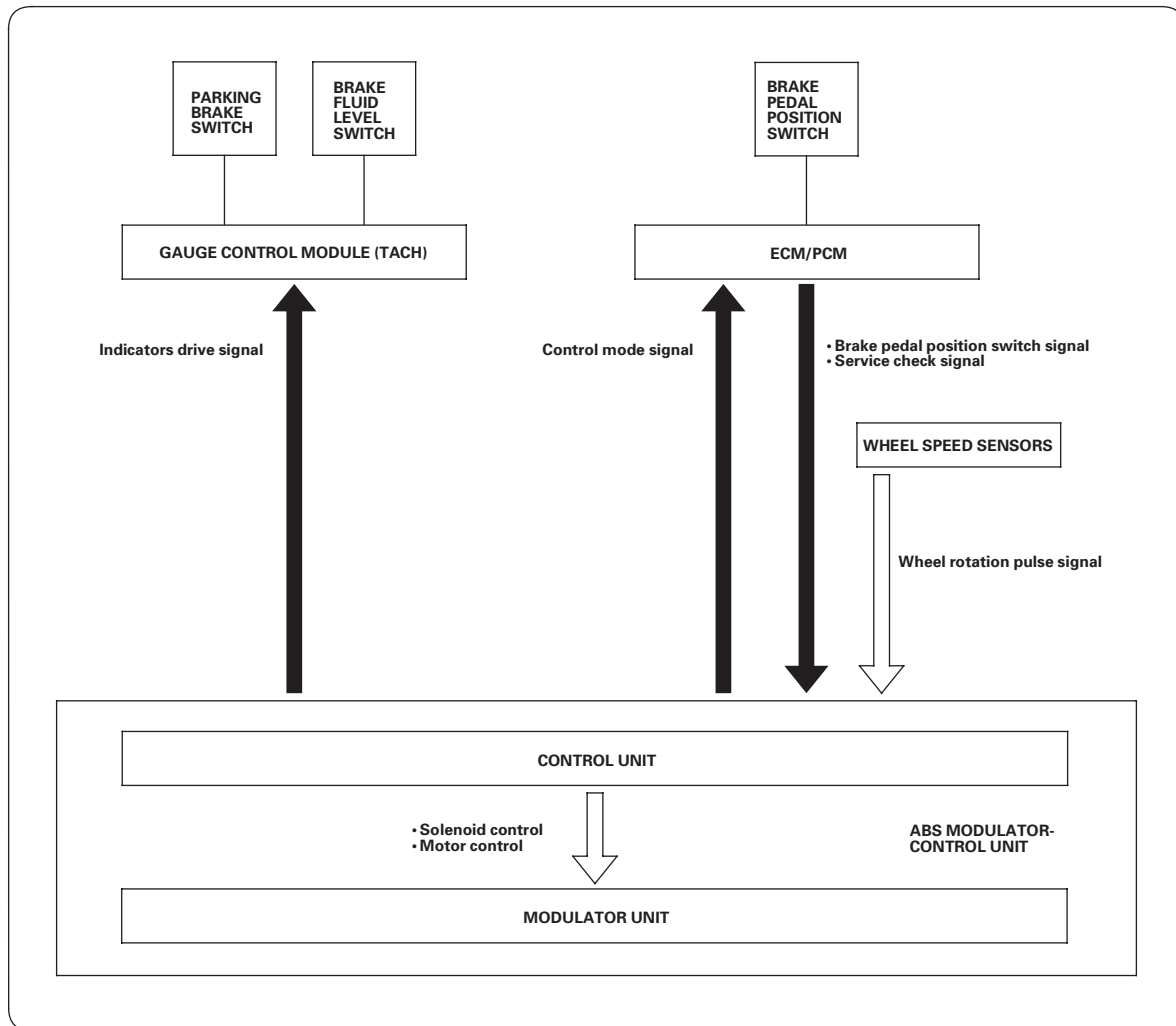 PARKING
BRAKE
SWITCH
BRAKE
FLUID
LEVEL
SWITCH
BRAKE
PEDAL
POSITION
SWITCH
GAUGE CONTROL MODULE (TACH)
ECM/PCM
Indicators drive signal
Control mode signal
• Brake pedal position switch signal
• Service check signal
WHEEL SPEED SENSORS
Wheel rotation pulse signal
CONTROL UNIT
• Solenoid control
• Motor control
ABS MODULATOR-
CONTROL UNIT
MODULATOR UNIT